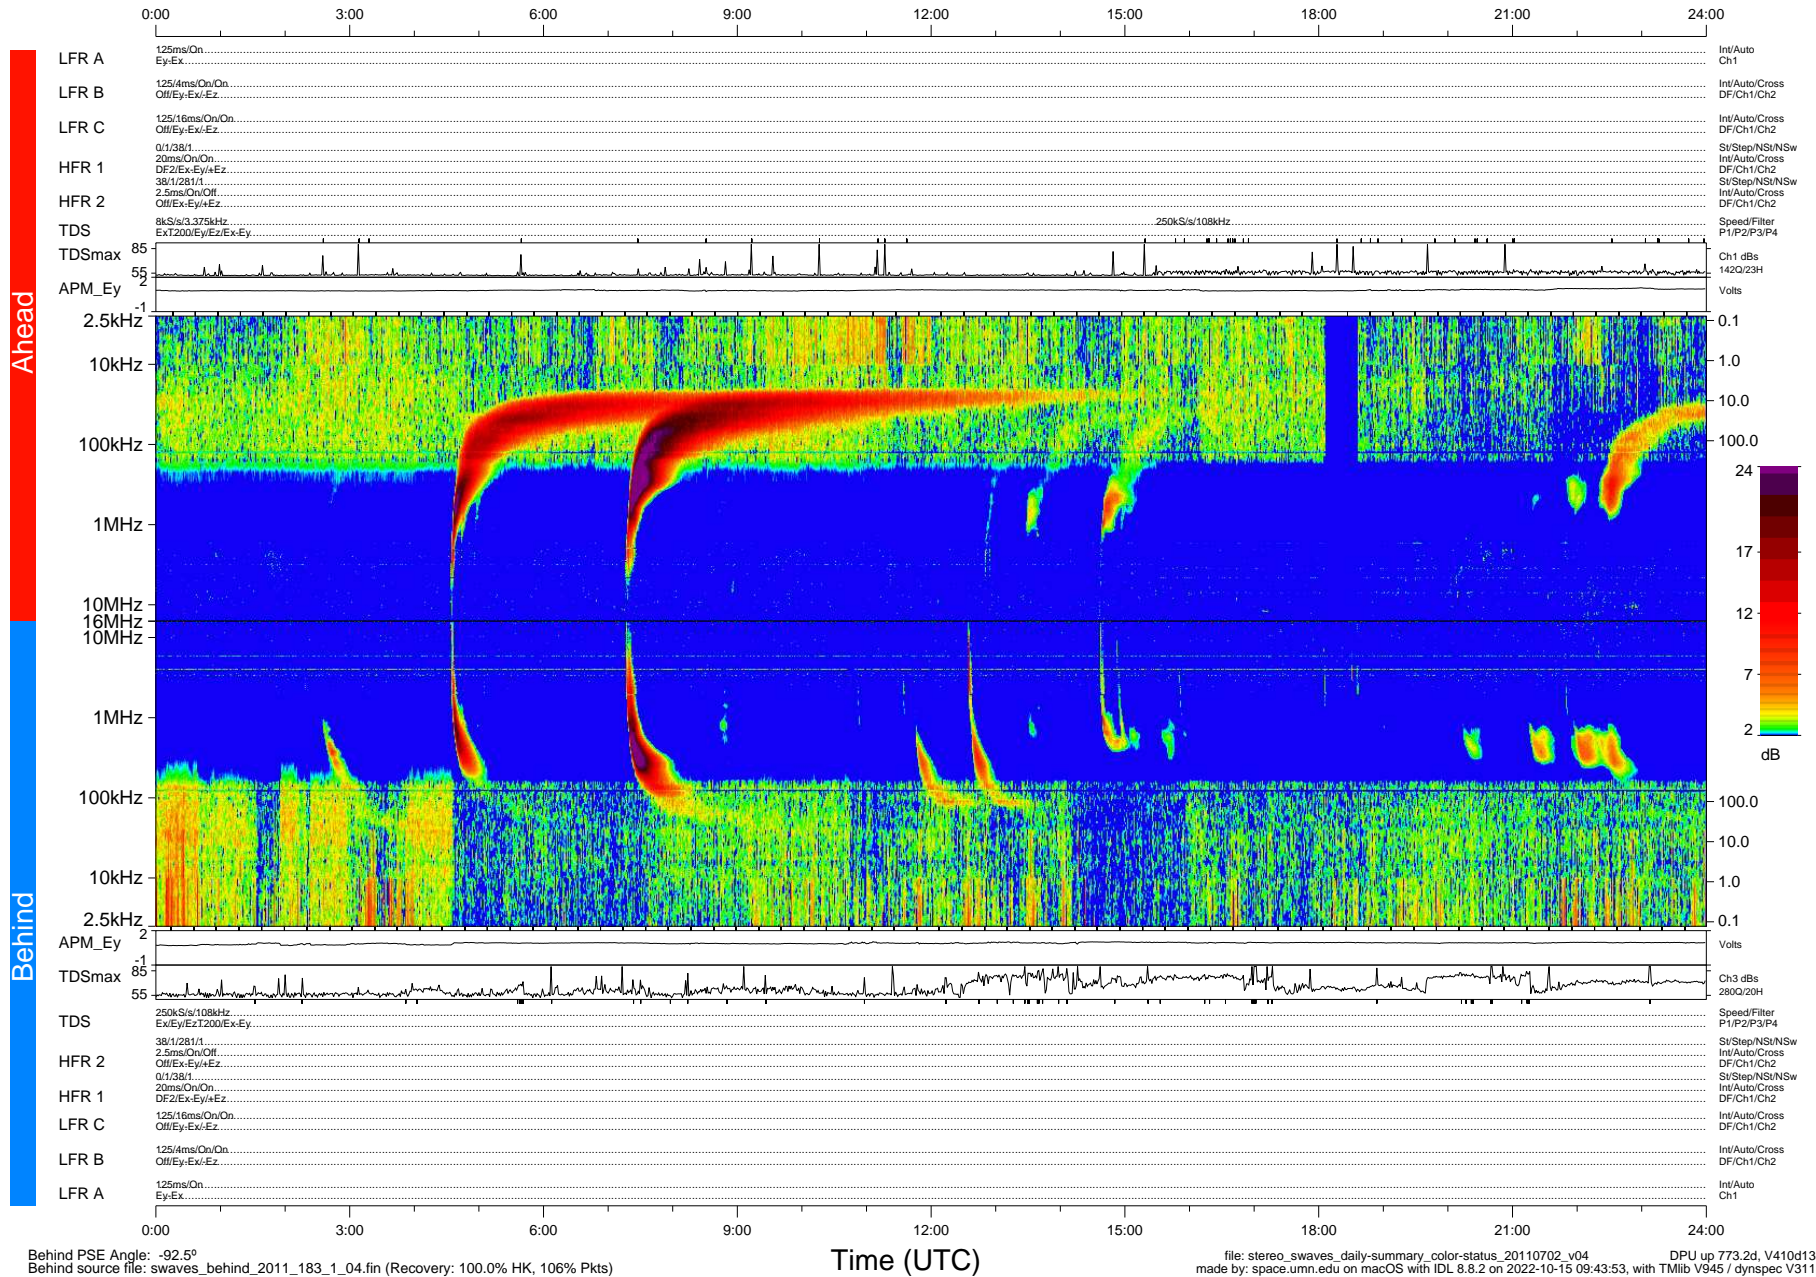 0:00 3:00 6:00 9:00 12:00 15:00 18:00 21:00 24:00
Ahead
LFR A 125ms/On Int/Auto
Ey-Ex Ch1
LFR B 125/4ms/On/On Int/Auto/Cross
Off/Ey-Ex/-Ez DF/Ch1/Ch2
LFR C 125/16ms/On/On Int/Auto/Cross
Off/Ey-Ex/-Ez DF/Ch1/Ch2
0/1/38/1 St/Step/NSt/NSw
HFR 1 20ms/On/On Int/Auto/Cross
DF2/Ex-Ey/+Ez DF/Ch1/Ch2
38/1/281/1 St/Step/NSt/NSw
HFR 2 2.5ms/On/Off Int/Auto/Cross
Off/Ex-Ey/+Ez DF/Ch1/Ch2
TDS 8kS/s/3.375kHz 250kS/s/108kHz Speed/Filter
ExT200/Ey/Ez/Ex-Ey P1/P2/P3/P4
TDSmax 85 Ch1 dBs
55 142Q/23H
APM_Ey 2 Volts
-1
2.5kHz 0.1
10kHz 1.0
10.0
100kHz 100.0
24
1MHz
17
10MHz
12
16MHz
10MHz
7
1MHz
2
dB
100kHz 100.0
10.0
10kHz 1.0
2.5kHz 0.1
Behind
APM_Ey 2 Volts
-1
TDSmax 85 Ch3 dBs
55 280Q/20H
TDS 250kS/s/108kHz Speed/Filter
Ex/Ey/EzT200/Ex-Ey P1/P2/P3/P4
38/1/281/1 St/Step/NSt/NSw
HFR 2 2.5ms/On/Off Int/Auto/Cross
Off/Ex-Ey/+Ez DF/Ch1/Ch2
0/1/38/1 St/Step/NSt/NSw
HFR 1 20ms/On/On Int/Auto/Cross
DF2/Ex-Ey/+Ez DF/Ch1/Ch2
LFR C 125/16ms/On/On Int/Auto/Cross
Off/Ey-Ex/-Ez DF/Ch1/Ch2
LFR B 125/4ms/On/On Int/Auto/Cross
Off/Ey-Ex/-Ez DF/Ch1/Ch2
LFR A 125ms/On Int/Auto
Ey-Ex Ch1
0:00 3:00 6:00 9:00 12:00 15:00 18:00 21:00 24:00
Time (UTC)
Behind PSE Angle: -92.5º
Behind source file: swaves_behind_2011_183_1_04.fin (Recovery: 100.0% HK, 106% Pkts)
file: stereo_swaves_daily-summary_color-status_20110702_v04 DPU up 773.2d, V410d13
made by: space.umn.edu on macOS with IDL 8.8.2 on 2022-10-15 09:43:53, with TMlib V945 / dynspec V311